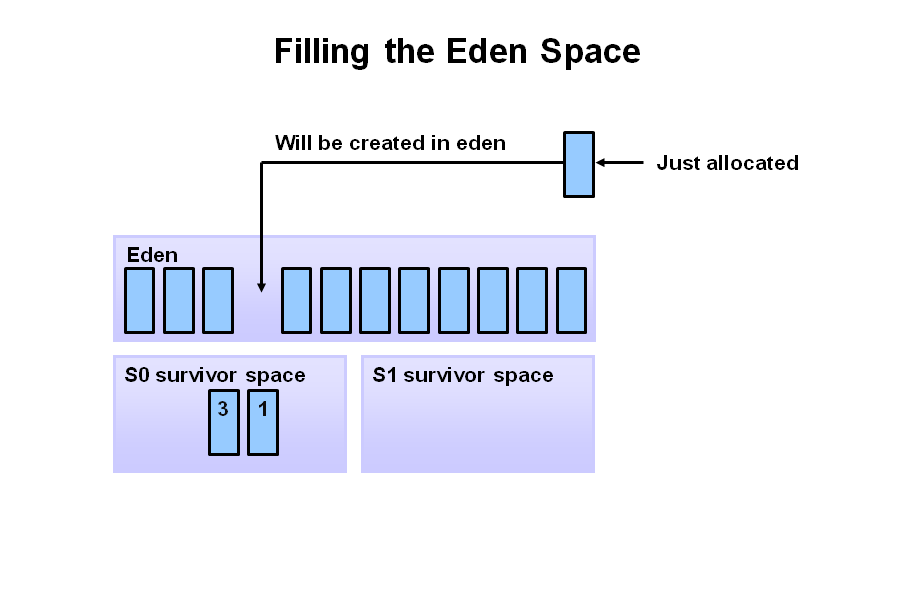 Filling the Eden Space
Will be created in eden
Just allocated
Eden
S0 survivor space
S1 survivor space
3 1